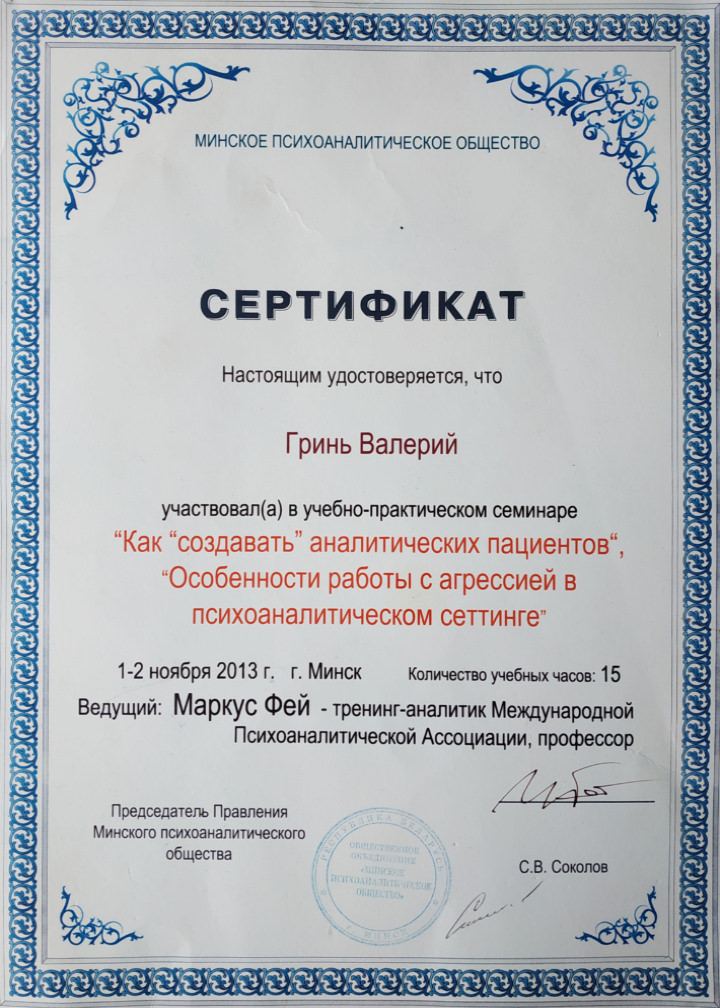 МИНСКОЕ ПСИХОАНАЛИТИЧЕСКОЕ ОБЩЕСТВО
СЕРТИФИКАТ
Настоящим удостоверяется, что
Гринь Валерий
участвовал(а) в учебно-практическом семинаре
“Как “создавать” аналитических пациентов“,
“Особенности работы с агрессией в
психоаналитическом сеттинге”
1-2 ноября 2013 г. г. Минск Количество учебных часов: 15
Ведущий: Маркус Фей - тренинг-аналитик Международной
Психоаналитической Ассоциации, профессор
Председатель Правления
Минского психоаналитического
общества
РЕСПУБЛИКА БЕЛАРУСЬ
ОБЩЕСТВЕННОЕ
ОБЪЕДИНЕНИЕ
«МИНСКОЕ
ПСИХОАНАЛИТИЧЕСКОЕ
ОБЩЕСТВО»
г. МИНСК
С.В. Соколов